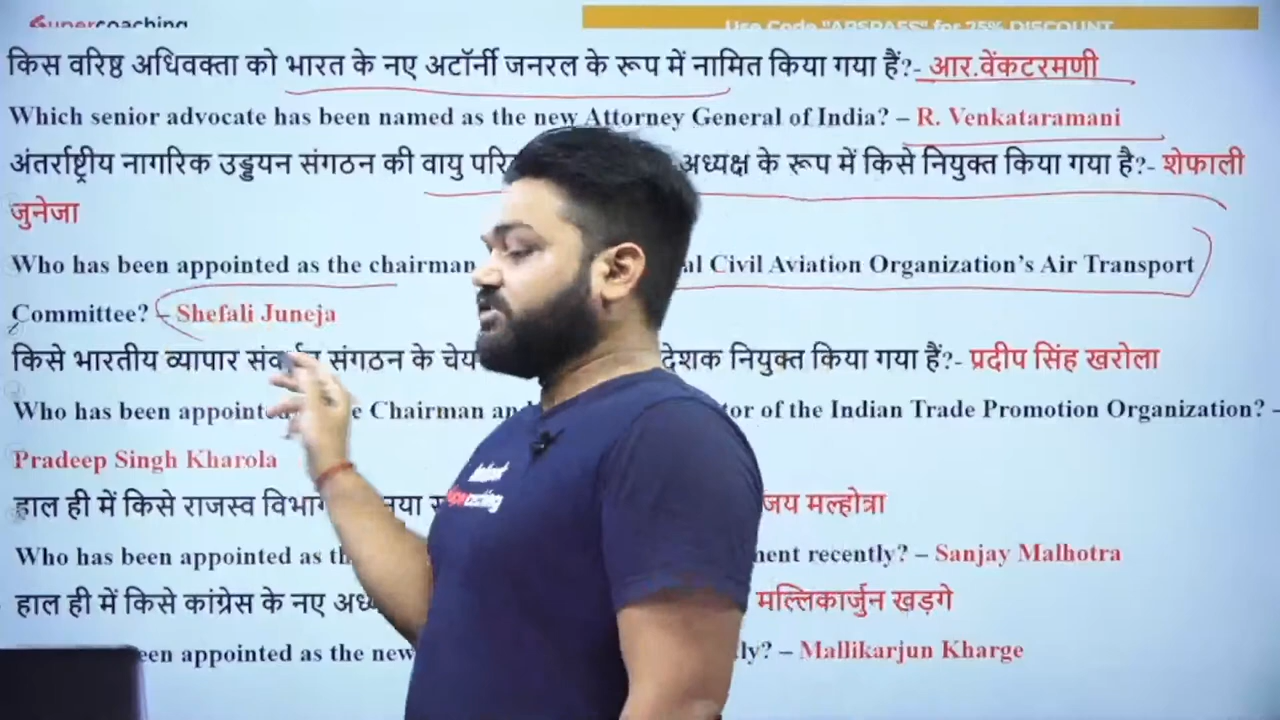 Supercoaching
Use Code "APSPASS" for 25% DISCOUNT
किस वरिष्ठ अधिवक्ता को भारत के नए अटॉर्नी जनरल के रूप में नामित किया गया हैं?- आर.वेंकटरमणी
Which senior advocate has been named as the new Attorney General of India? – R. Venkataramani
अंतर्राष्ट्रीय नागरिक उड्डयन संगठन की वायु परि अध्यक्ष के रूप में किसे नियुक्त किया गया है?- शेफाली
जुनेजा
Who has been appointed as the chairman al Civil Aviation Organization's Air Transport
Committee? – Shefali Juneja
किसे भारतीय व्यापार संवर्धन संगठन के चेय देशक नियुक्त किया गया हैं?- प्रदीप सिंह खरोला
Who has been appoint e Chairman an tor of the Indian Trade Promotion Organization? –
Pradeep Singh Kharola
हाल ही में किसे राजस्व विभाग नया स जय मल्होत्रा
Who has been appointed as th ent recently? – Sanjay Malhotra
हाल ही में किसे कांग्रेस के नए अध्य मल्लिकार्जुन खड़गे
een appointed as the new ly? – Mallikarjun Kharge